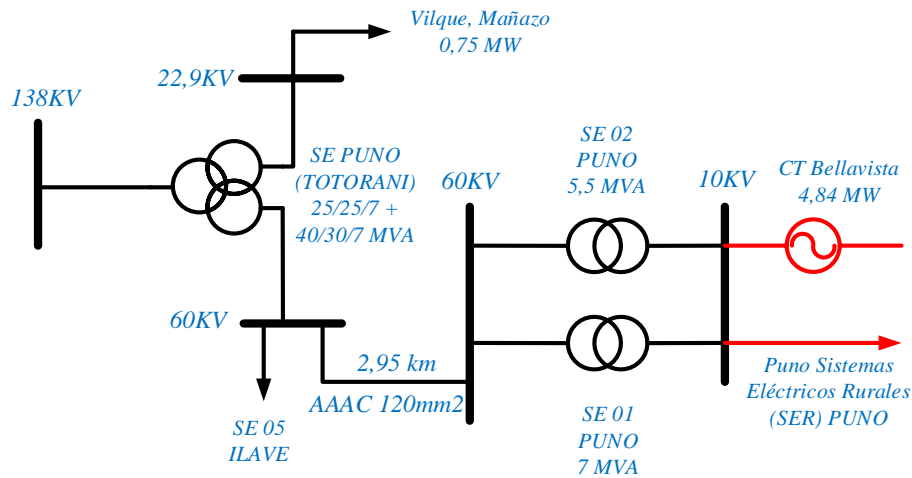 Vilque, Mañazo
0,75 MW
22,9KV
138KV
SE PUNO
(TOTORANI)
25/25/7 +
40/30/7 MVA
60KV
SE 02
PUNO
5,5 MVA
10KV
CT Bellavista
4,84 MW
60KV
2,95 km
AAAC 120mm2
SE 05
ILAVE
SE 01
PUNO
7 MVA
Puno Sistemas
Eléctricos Rurales
(SER) PUNO